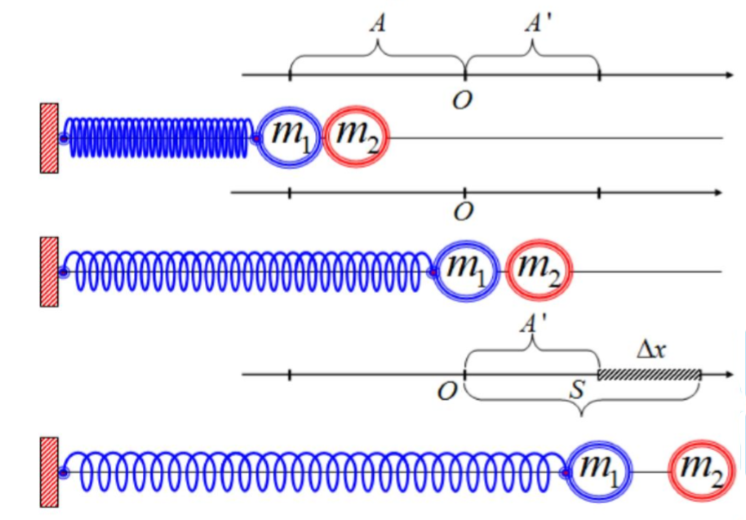 A A'
O
m₁ m₂
O
m₁ m₂
A' Δx
O S
m₁ m₂